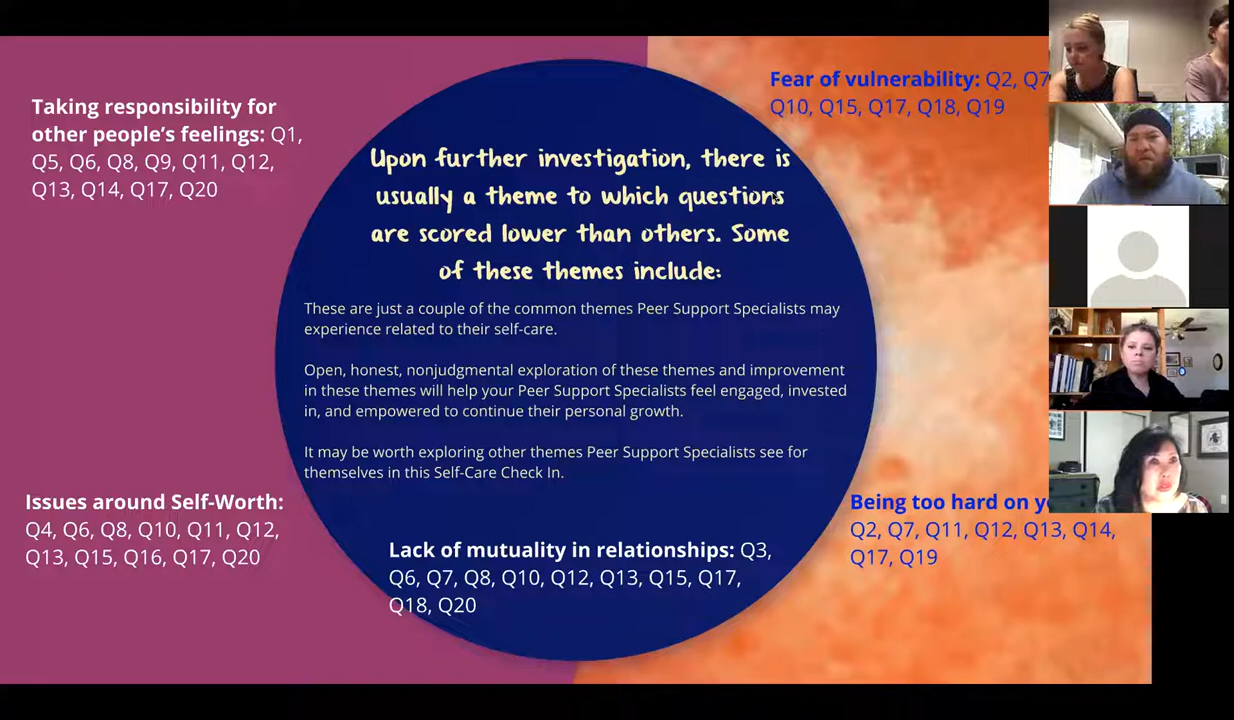 Taking responsibility for
other people's feelings: Q1,
Q5, Q6, Q8, Q9, Q11, Q12,
Q13, Q14, Q17, Q20
Fear of vulnerability: Q2, Q7
Q10, Q15, Q17, Q18, Q19
Upon further investigation, there is
usually a theme to which questions
are scored lower than others. Some
of these themes include:
These are just a couple of the common themes Peer Support Specialists may
experience related to their self-care.
Open, honest, nonjudgmental exploration of these themes and improvement
in these themes will help your Peer Support Specialists feel engaged, invested
in, and empowered to continue their personal growth.
It may be worth exploring other themes Peer Support Specialists see for
themselves in this Self-Care Check In.
Issues around Self-Worth:
Q4, Q6, Q8, Q10, Q11, Q12,
Q13, Q15, Q16, Q17, Q20
Lack of mutuality in relationships: Q3,
Q6, Q7, Q8, Q10, Q12, Q13, Q15, Q17,
Q18, Q20
Being too hard on
Q2, Q7, Q11, Q12, Q13, Q14,
Q17, Q19